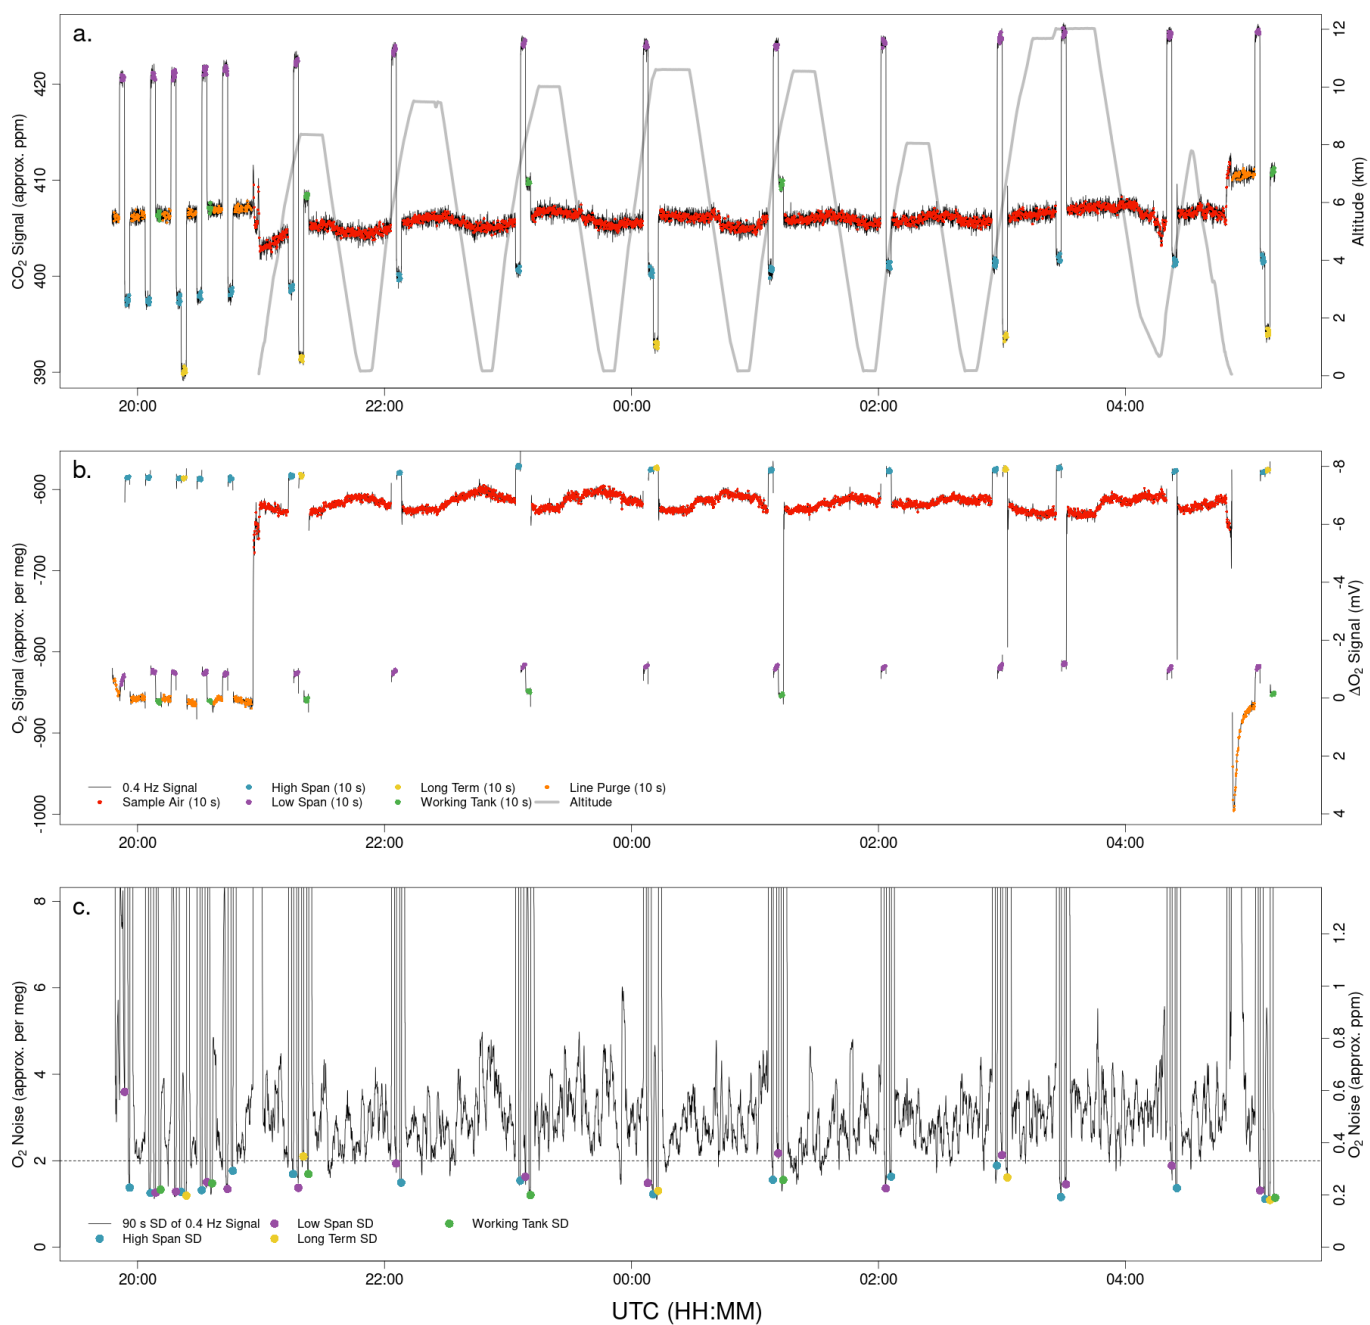 a.
CO2 Signal (approx. ppm)
390 400 410 420
Altitude (km)
0 2 4 6 8 10 12
20:00 22:00 00:00 02:00 04:00
b.
O2 Signal (approx. per meg)
-1000 -900 -800 -700 -600
ΔO2 Signal (mV)
-8 -6 -4 -2 0 2 4
0.4 Hz Signal High Span (10 s) Long Term (10 s) Line Purge (10 s)
Sample Air (10 s) Low Span (10 s) Working Tank (10 s) Altitude
20:00 22:00 00:00 02:00 04:00
c.
O2 Noise (approx. per meg)
0 2 4 6 8
O2 Noise (approx. ppm)
0 0.2 0.4 0.6 0.8 1 1.2
90 s SD of 0.4 Hz Signal Low Span SD Working Tank SD
High Span SD Long Term SD
20:00 22:00 00:00 02:00 04:00
UTC (HH:MM)